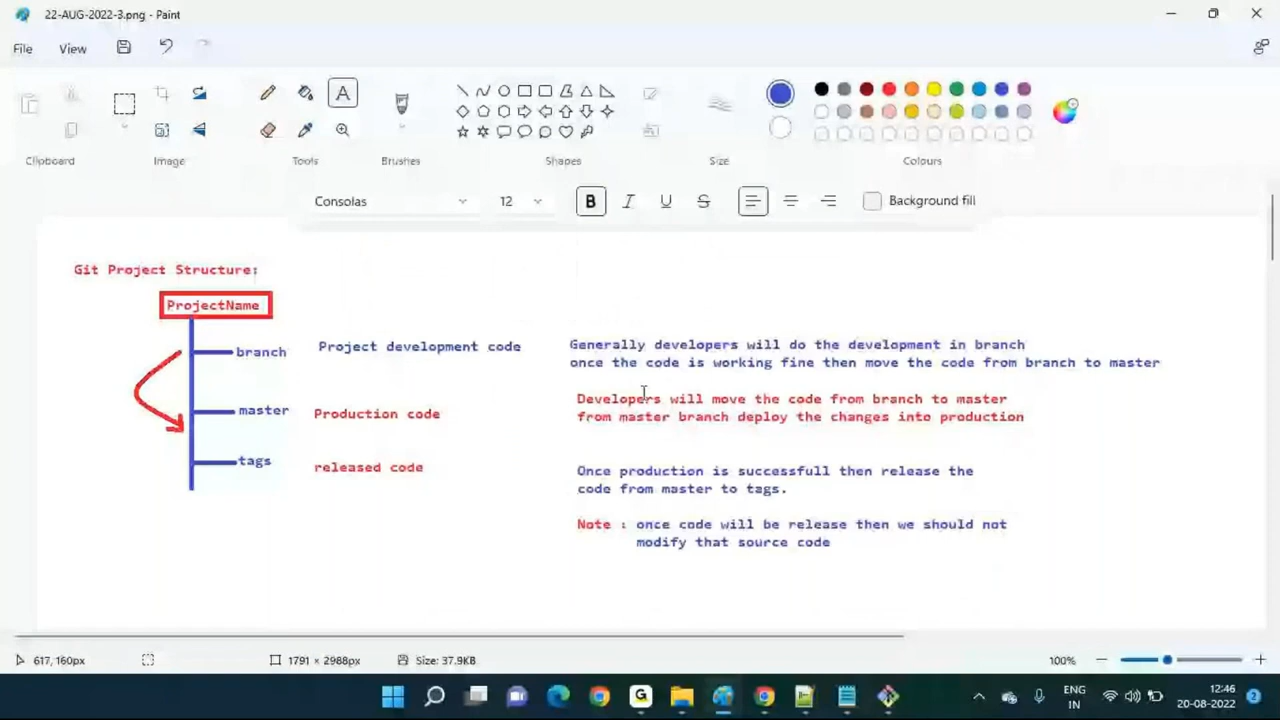 22-AUG-2022-3.png - Paint
File View
Clipboard Image Tools Brushes Shapes Size Colours
Consolas 12 B I U S Background fill
Git Project Structure:
ProjectName
branch Project development code Generally developers will do the development in branch
once the code is working fine then move the code from branch to master
Developers will move the code from branch to master
master Production code from master branch deploy the changes into production
tags released code Once production is successfull then release the
code from master to tags.
Note : once code will be release then we should not
modify that source code
617, 160px 1791 × 2988px Size: 37.9KB 100%
ENG 12:46
IN 20-08-2022 2